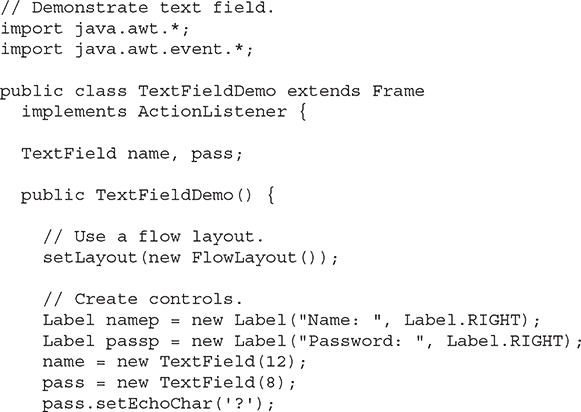 // Demonstrate text field.
import java.awt.*;
import java.awt.event.*;
public class TextFieldDemo extends Frame
implements ActionListener {
TextField name, pass;
public TextFieldDemo() {
// Use a flow layout.
setLayout(new FlowLayout());
// Create controls.
Label namep = new Label("Name: ", Label.RIGHT);
Label passp = new Label("Password: ", Label.RIGHT);
name = new TextField(12);
pass = new TextField(8);
pass.setEchoChar('?');